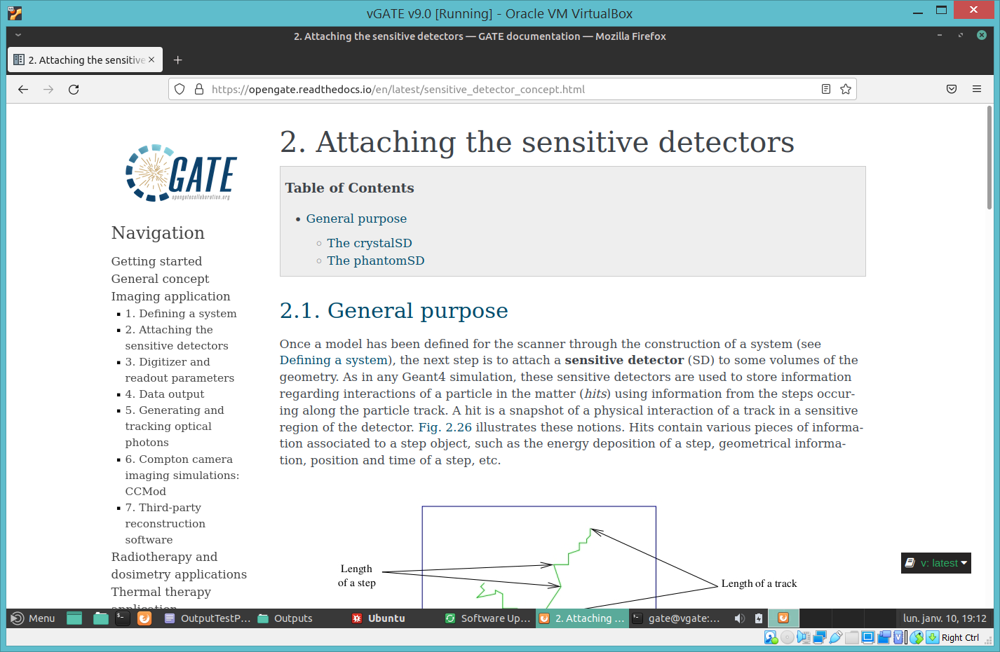 vGATE v9.0 [Running] - Oracle VM VirtualBox
2. Attaching the sensitive detectors — GATE documentation — Mozilla Firefox
2. Attaching the sensitive
https://opengate.readthedocs.io/en/latest/sensitive_detector_concept.html
GATE
opengatecollaboration.org
Navigation
Getting started
General concept
Imaging application
1. Defining a system
2. Attaching the
sensitive detectors
3. Digitizer and
readout parameters
4. Data output
5. Generating and
tracking optical
photons
6. Compton camera
imaging simulations:
CCMod
7. Third-party
reconstruction
software
Radiotherapy and
dosimetry applications
Thermal therapy
application
2. Attaching the sensitive detectors
Table of Contents
General purpose
The crystalSD
The phantomSD
2.1. General purpose
Once a model has been defined for the scanner through the construction of a system (see
Defining a system), the next step is to attach a sensitive detector (SD) to some volumes of the
geometry. As in any Geant4 simulation, these sensitive detectors are used to store information
regarding interactions of a particle in the matter (hits) using information from the steps occur-
ing along the particle track. A hit is a snapshot of a physical interaction of a track in a sensitive
region of the detector. Fig. 2.26 illustrates these notions. Hits contain various pieces of informa-
tion associated to a step object, such as the energy deposition of a step, geometrical informa-
tion, position and time of a step, etc.
Length
of a step
Length of a track
v: latest
Menu
OutputTestP...
Outputs
Ubuntu
Software Up...
2. Attaching ...
gate@vgate:...
lun. janv. 10, 19:12
Right Ctrl